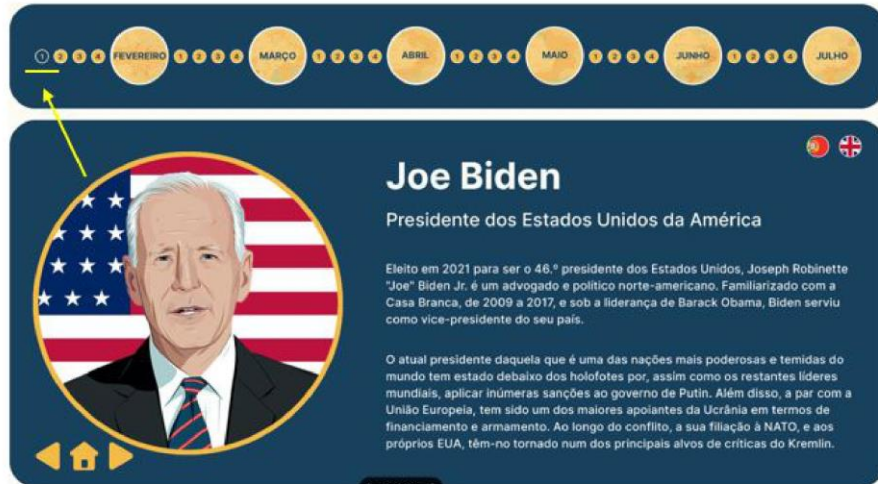 1 2 3 4 FEVEREIRO 1 2 3 4 MARÇO 1 2 3 4 ABRIL 1 2 3 4 MAIO 1 2 3 4 JUNHO 1 2 3 4 JULHO
Joe Biden
Presidente dos Estados Unidos da América
Eleito em 2021 para ser o 46.º presidente dos Estados Unidos, Joseph Robinette
"Joe" Biden Jr. é um advogado e político norte-americano. Familiarizado com a
Casa Branca, de 2009 a 2017, e sob a liderança de Barack Obama, Biden serviu
como vice-presidente do seu país.
O atual presidente daquela que é uma das nações mais poderosas e temidas do
mundo tem estado debaixo dos holofotes por, assim como os restantes líderes
mundiais, aplicar inúmeras sanções ao governo de Putin. Além disso, a par com a
União Europeia, tem sido um dos maiores apoiantes da Ucrânia em termos de
financiamento e armamento. Ao longo do conflito, a sua filiação à NATO, e aos
próprios EUA, têm-no tornado num dos principais alvos de críticas do Kremlin.